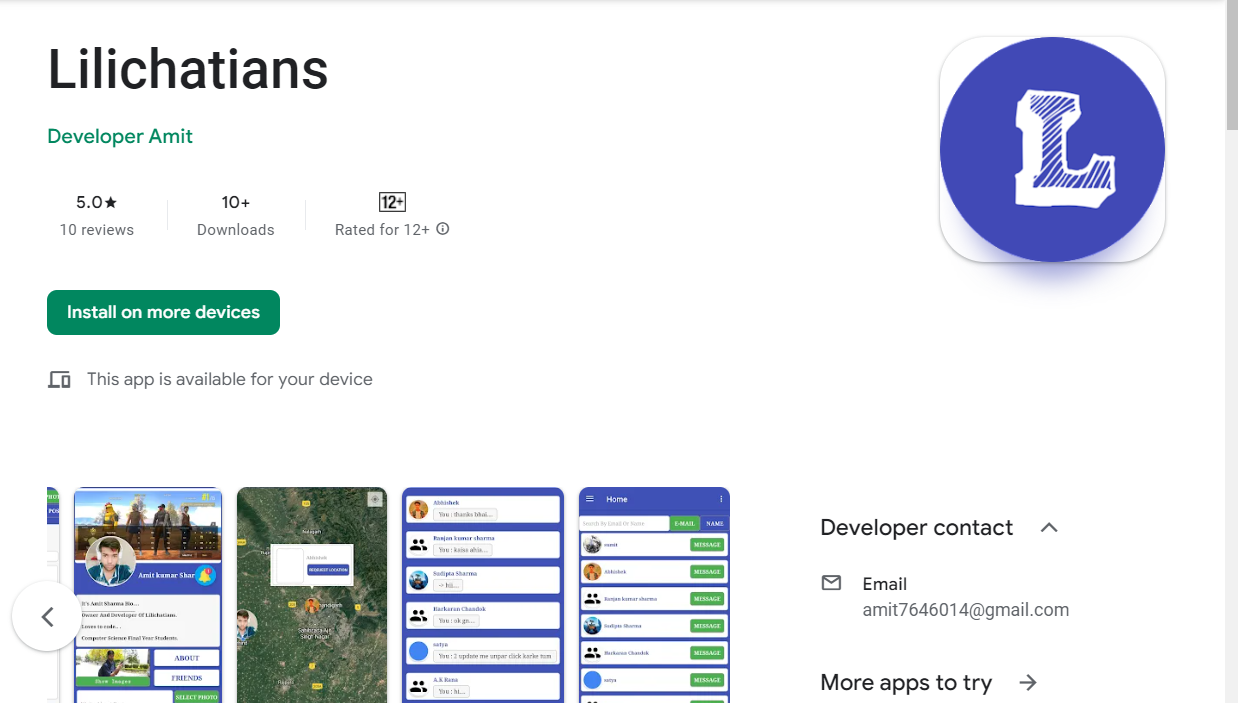 Lilichatians
Developer Amit
5.0★
10 reviews
10+
Downloads
12+
Rated for 12+
Install on more devices
This app is available for your device
L
Amit kumar Shar
It's Amit Sharma Bio...
Owner And Developer Of Lilichatians.
Loves to code...
Computer Science Final Year Students.
ABOUT
FRIENDS
Show Images
SELECT PHOTO
Abhishek
REQUEST LOCATION
Abhishek
You : thanks bhai...
Ranjan kumar sharma
You : kaisa ahia...
Sudipta Sharma
-> hii...
Harkaran Chandok
You : ok gn...
satya
You : 2 update me unpar click karke tum
A.K Rana
You : hi...
Home
Search By Email Or Name
E-MAIL
NAME
sumit
MESSAGE
Abhishek
MESSAGE
Ranjan kumar sharma
MESSAGE
Sudipta Sharma
MESSAGE
Harkaran Chandok
MESSAGE
satya
MESSAGE
Developer contact
Email
amit7646014@gmail.com
More apps to try